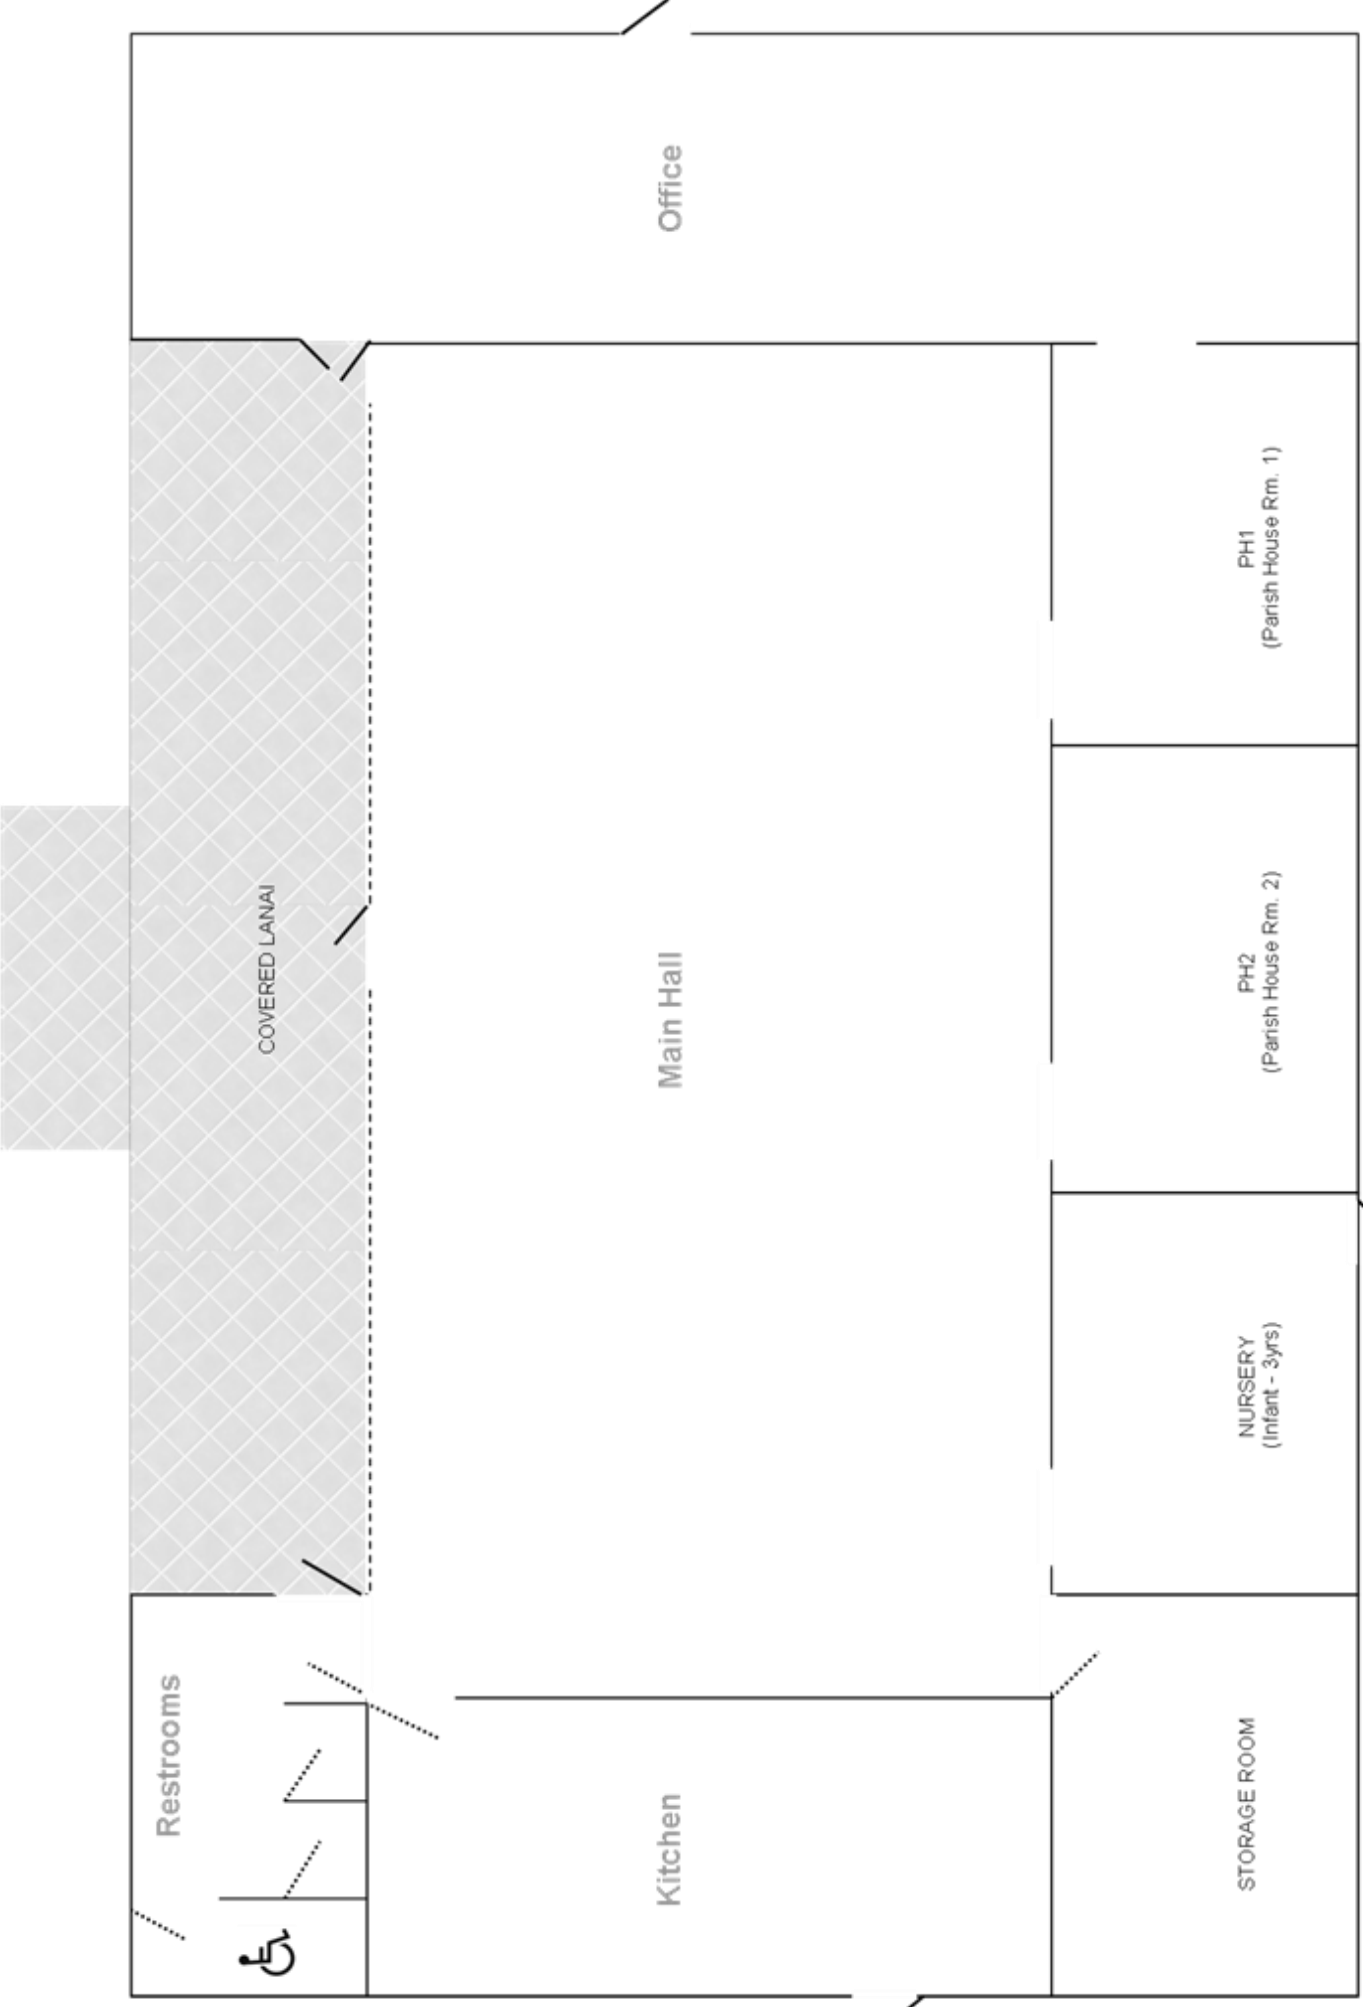 Office
COVERED LANAI
Main Hall
PH1
(Parish House Rm. 1)
PH2
(Parish House Rm. 2)
NURSERY
(Infant - 3yrs)
Restrooms
Kitchen
STORAGE ROOM